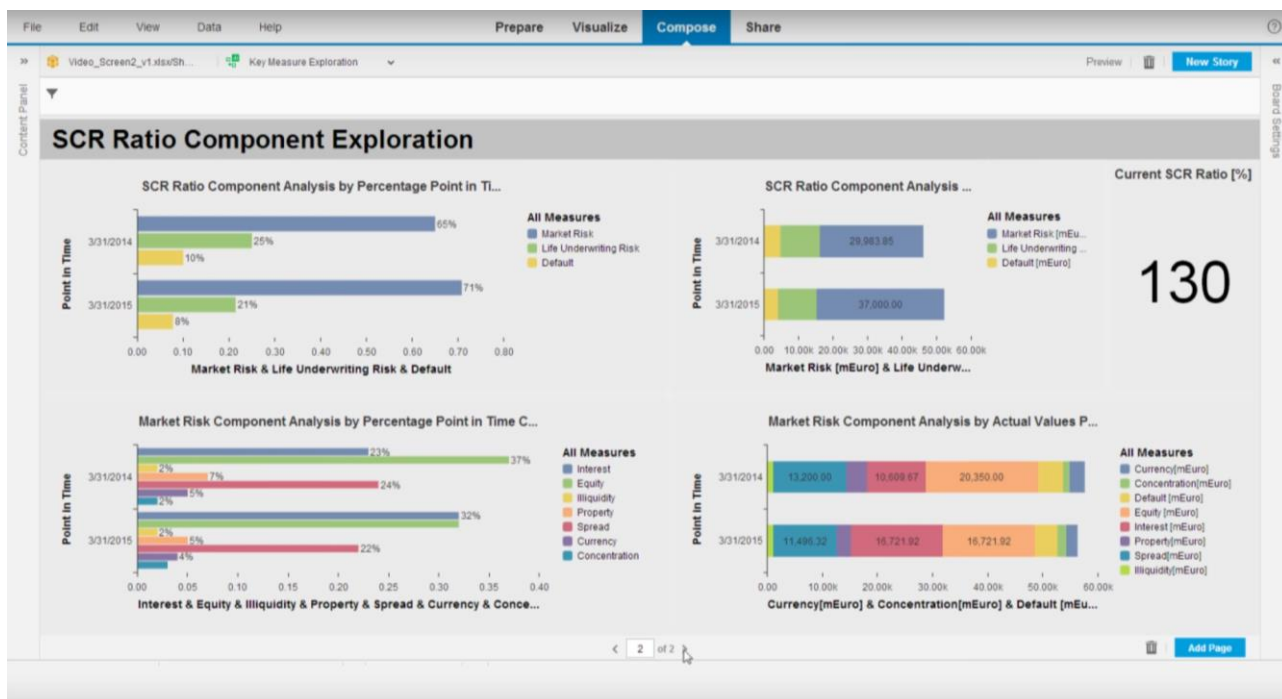 File Edit View Data Help Prepare Visualize Compose Share
» Video_Screen2_v1.xlsx/Sh... Key Measure Exploration Preview New Story «
Content Panel
Board Settings
SCR Ratio Component Exploration
SCR Ratio Component Analysis by Percentage Point in Ti...
Point in Time
3/31/2014
65%
25%
10%
3/31/2015
71%
21%
8%
0.00 0.10 0.20 0.30 0.40 0.50 0.60 0.70 0.80
Market Risk & Life Underwriting Risk & Default
All Measures
Market Risk
Life Underwriting Risk
Default
SCR Ratio Component Analysis ...
Point in Time
3/31/2014
29,983.85
3/31/2015
37,000.00
0.00 10.00k 20.00k 30.00k 40.00k 50.00k 60.00k
Market Risk [mEuro] & Life Underw...
All Measures
Market Risk [mEu...
Life Underwriting ...
Default [mEuro]
Current SCR Ratio [%]
130
Market Risk Component Analysis by Percentage Point in Time C...
Point in Time
3/31/2014
23%
37%
2%
7%
24%
5%
2%
3/31/2015
32%
2%
5%
22%
4%
0.00 0.05 0.10 0.15 0.20 0.25 0.30 0.35 0.40
Interest & Equity & Illiquidity & Property & Spread & Currency & Conce...
All Measures
Interest
Equity
Illiquidity
Property
Spread
Currency
Concentration
Market Risk Component Analysis by Actual Values P...
Point in Time
3/31/2014
13,200.00 10,609.67 20,350.00
3/31/2015
11,496.32 16,721.92 16,721.92
0.00 10.00k 20.00k 30.00k 40.00k 50.00k 60.00k
Currency[mEuro] & Concentration[mEuro] & Default [mEu...
All Measures
Currency[mEuro]
Concentration[mEuro]
Default [mEuro]
Equity [mEuro]
Interest [mEuro]
Property[mEuro]
Spread[mEuro]
Illiquidity[mEuro]
< 2 of 2 > Add Page